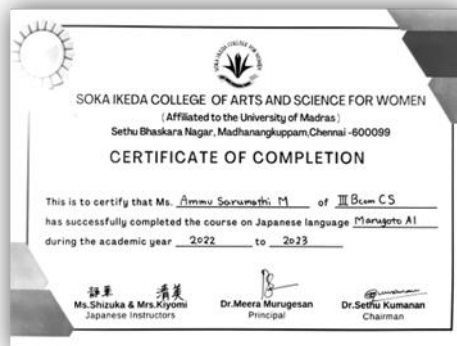 SOKA IKEDA COLLEGE OF ARTS AND SCIENCE FOR WOMEN
(Affiliated to the University of Madras)
Sethu Bhaskara Nagar, Madhanangkuppam,Chennai -600099
CERTIFICATE OF COMPLETION
This is to certify that Ms. Ammu Sarumathi M of III Bcom CS
has successfully completed the course on Japanese language Marugoto A1
during the academic year 2022 to 2023
清美
Ms.Shizuka & Mrs.Kiyomi Dr.Meera Murugesan Dr.Sethu Kumanan
Japanese Instructors Principal Chairman